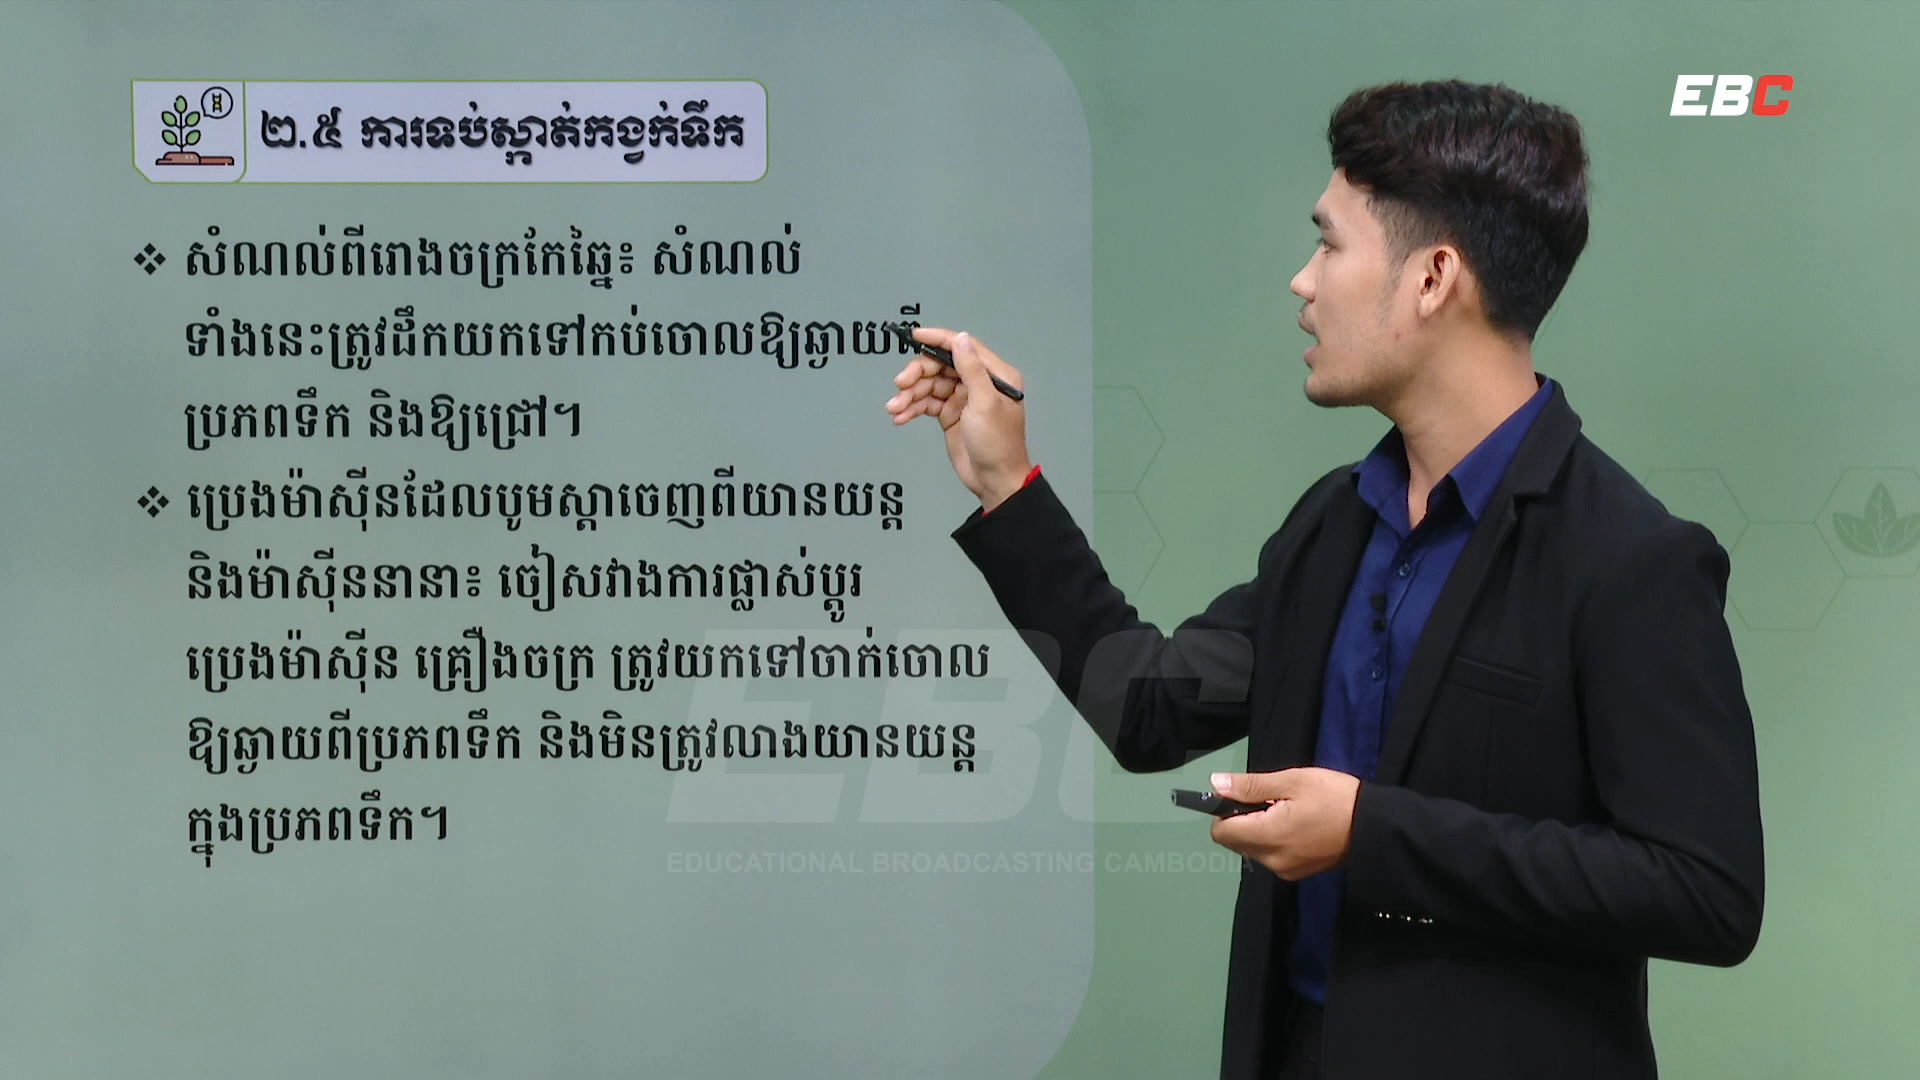 EBC
២.៥ ការទប់ស្កាត់កង្វក់ទឹក
❖ សំណល់ពីរោងចក្រកែឆ្នៃ៖ សំណល់
ទាំងនេះត្រូវដឹកយកទៅកប់ចោលឱ្យឆ្ងាយពី
ប្រភពទឹក និងឱ្យជ្រៅ។
❖ ប្រេងម៉ាស៊ីនដែលបូមស្តាចេញពីយានយន្ត
និងម៉ាស៊ីននានា៖ ចៀសវាងការផ្លាស់ប្តូរ
ប្រេងម៉ាស៊ីន គ្រឿងចក្រ ត្រូវយកទៅចាក់ចោល
ឱ្យឆ្ងាយពីប្រភពទឹក និងមិនត្រូវលាងយានយន្ត
ក្នុងប្រភពទឹក។
EBC
EDUCATIONAL BROADCASTING CAMBODIA